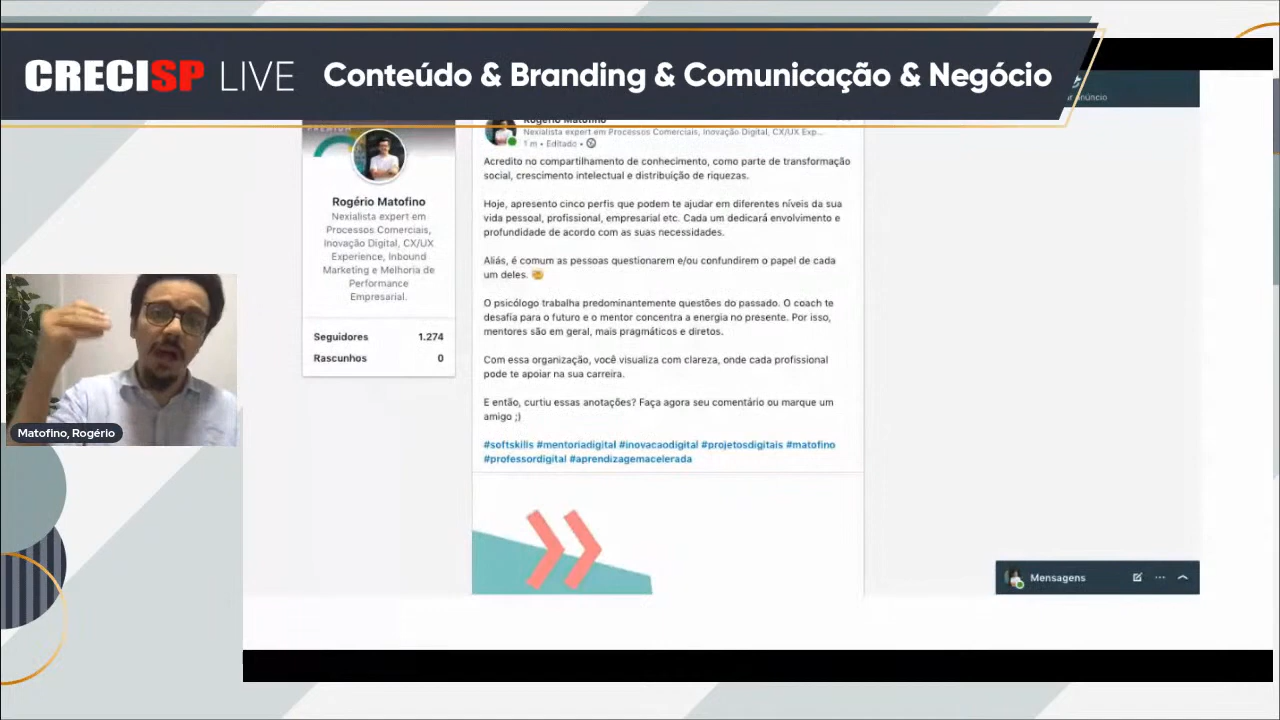 CRECISP LIVE Conteúdo & Branding & Comunicação & Negócio
núncio
Rogério Matofino
Nexialista expert em Processos Comerciais, Inovação Digital, CX/UX Exp...
1 m • Editado •
Acredito no compartilhamento de conhecimento, como parte de transformação
social, crescimento intelectual e distribuição de riquezas.
Hoje, apresento cinco perfis que podem te ajudar em diferentes níveis da sua
vida pessoal, profissional, empresarial etc. Cada um dedicará envolvimento e
profundidade de acordo com as suas necessidades.
Aliás, é comum as pessoas questionarem e/ou confundirem o papel de cada
um deles. 🤓
O psicólogo trabalha predominantemente questões do passado. O coach te
desafia para o futuro e o mentor concentra a energia no presente. Por isso,
mentores são em geral, mais pragmáticos e diretos.
Com essa organização, você visualiza com clareza, onde cada profissional
pode te apoiar na sua carreira.
E então, curtiu essas anotações? Faça agora seu comentário ou marque um
amigo ;)
#softskills #mentoriadigital #inovacaodigital #projetosdigitais #matofino
#professordigital #aprendizagemacelerada
Rogério Matofino
Nexialista expert em
Processos Comerciais,
Inovação Digital, CX/UX
Experience, Inbound
Marketing e Melhoria de
Performance
Empresarial.
Seguidores 1.274
Rascunhos 0
Matofino, Rogério
Mensagens